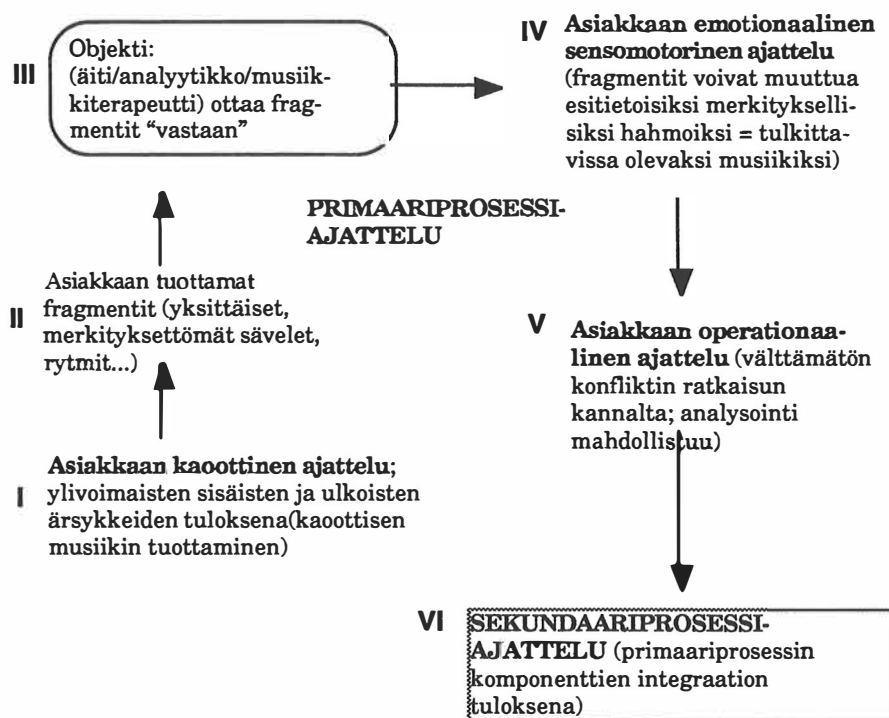 III
Objekti:
(äiti/analyytikko/musiik-
kiterapeutti) ottaa frag-
mentit “vastaan”
IV
Asiakkaan emotionaalinen
sensomotorinen ajattelu
(fragmentit voivat muuttua
esitietoisiksi merkitykselli-
siksi hahmoiksi = tulkitta-
vissa olevaksi musiikiksi)
PRIMAARIPROSESSI-
AJATTELU
II
Asiakkaan tuottamat
fragmentit (yksittäiset,
merkityksettömät sävelet,
rytmit...)
V
Asiakkaan operationaa-
linen ajattelu (välttämätön
konfliktin ratkaisun
kannalta; analysointi
mahdollistuu)
I
Asiakkaan kaoottinen ajattelu;
ylivoimaisten sisäisten ja ulkoisten
ärsykkeiden tuloksena(kaoottisen
musiikin tuottaminen)
VI
SEKUNDAARIPROSESSI-
AJATTELU (primaariprosessin
komponenttien integraation
tuloksena)